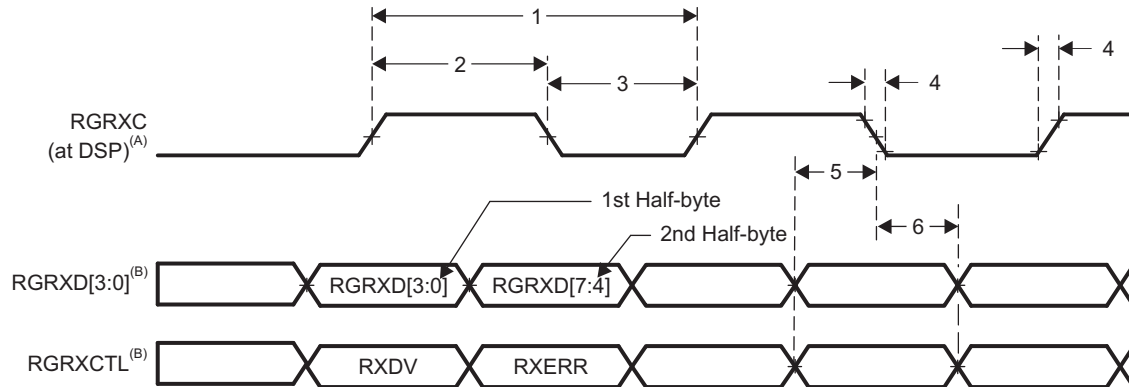 1
2
3
4
4
RGRXC
(at DSP)(A)
5
1st Half-byte
6
2nd Half-byte
RGRXD[3:0](B)
RGRXD[3:0]
RGRXD[7:4]
RGRXCTL(B)
RXDV
RXERR